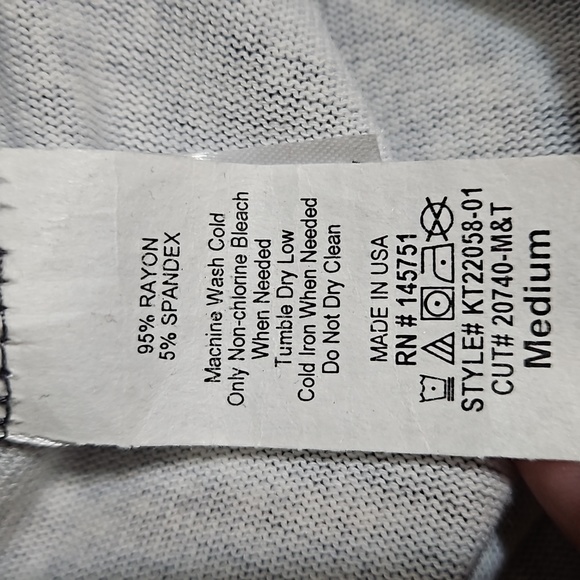 95% RAYON
5% SPANDEX
Machine Wash Cold
Only Non-chlorine Bleach
When Needed
Tumble Dry Low
Cold Iron When Needed
Do Not Dry Clean
MADE IN USA
RN # 145751
STYLE# KT22058-01
CUT# 20740-M&T
Medium